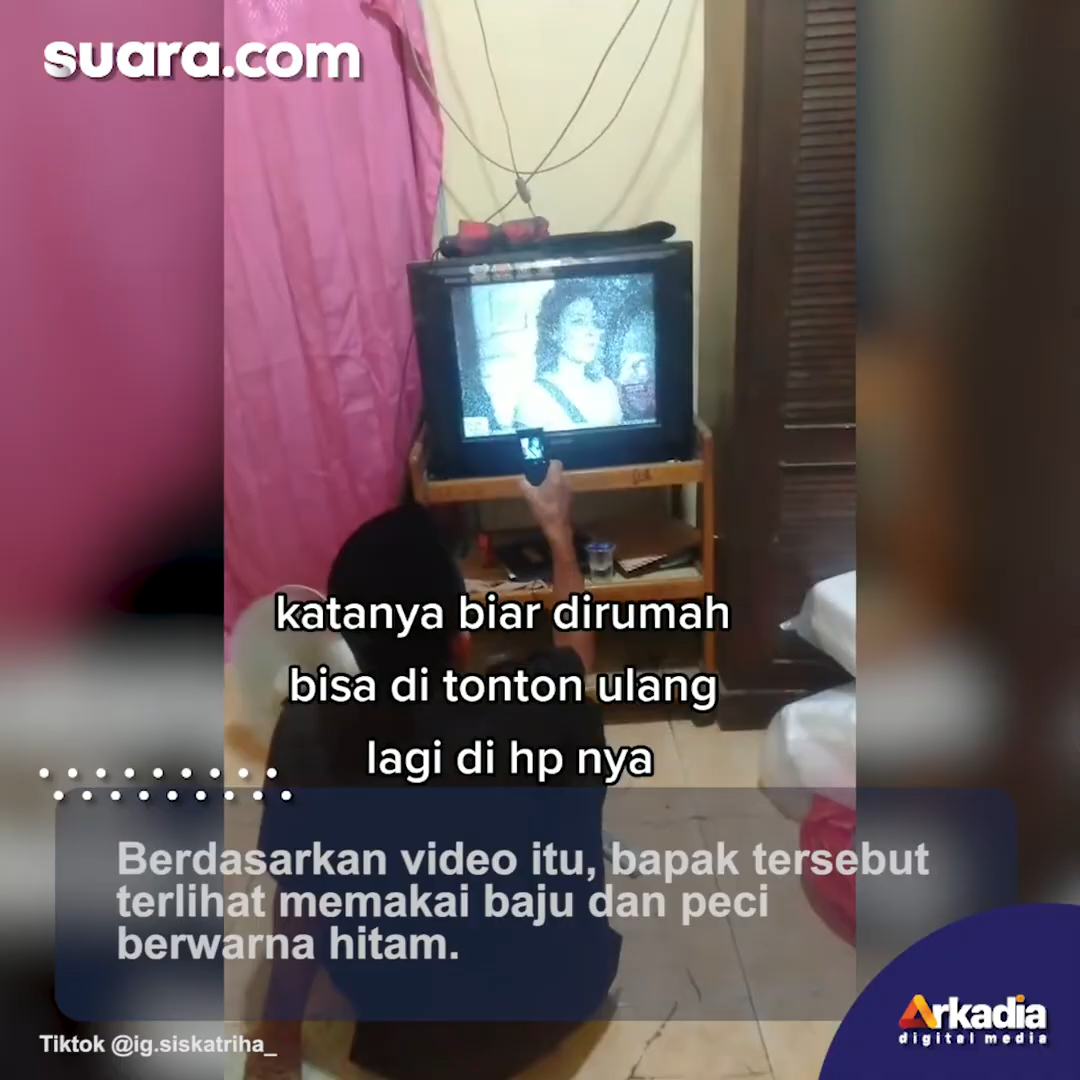 suara.com
katanya biar dirumah
bisa di tonton ulang
lagi di hp nya
Berdasarkan video itu, bapak tersebut
terlihat memakai baju dan peci
berwarna hitam.
Tiktok @ig.siskatriha_
Arkadia
digital media